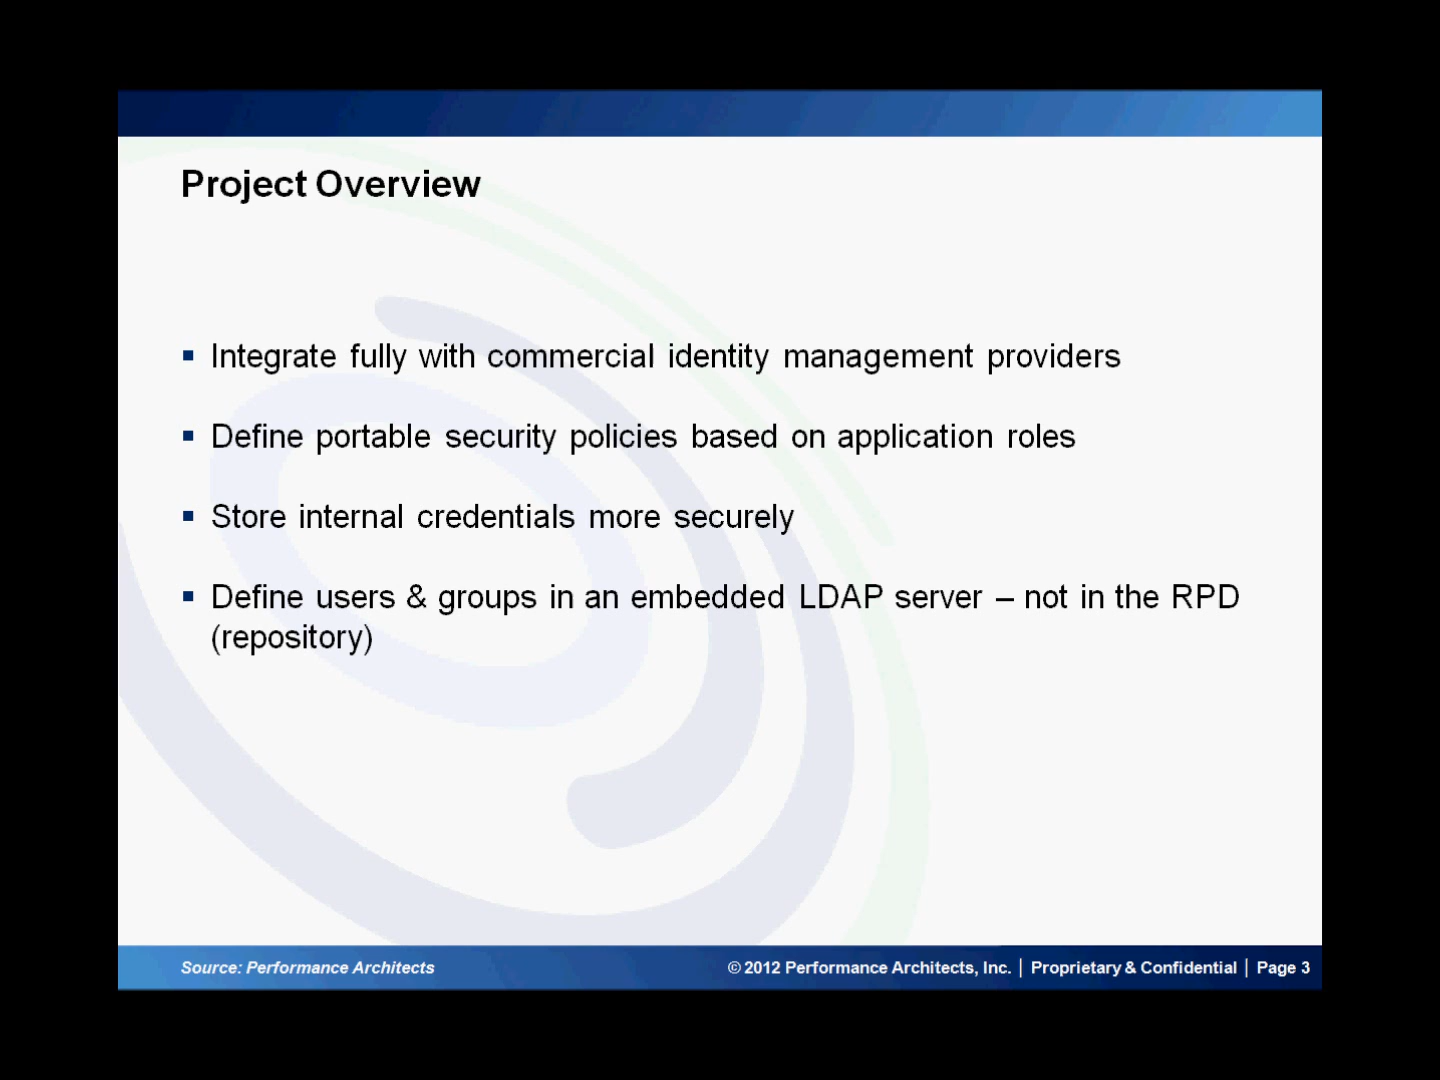 Project Overview
▪ Integrate fully with commercial identity management providers
▪ Define portable security policies based on application roles
▪ Store internal credentials more securely
▪ Define users & groups in an embedded LDAP server – not in the RPD
(repository)
Source: Performance Architects
© 2012 Performance Architects, Inc. | Proprietary & Confidential | Page 3